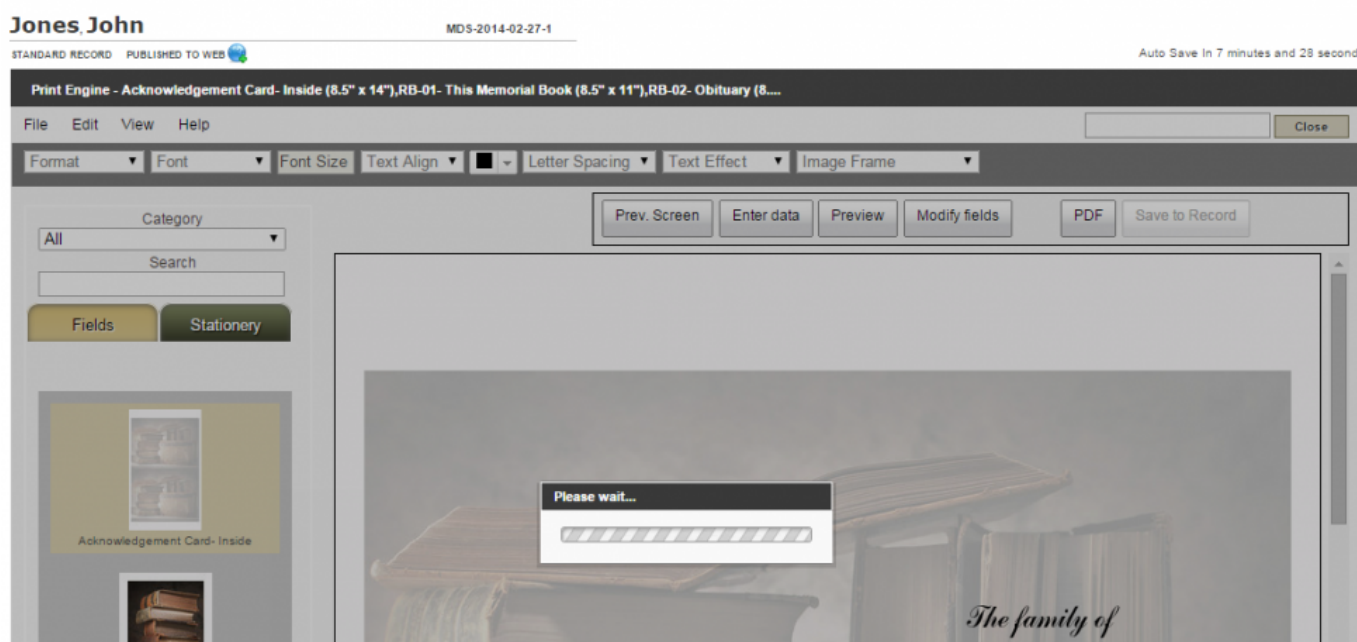 Jones, John
MDS-2014-02-27-1
STANDARD RECORD PUBLISHED TO WEB
Auto Save In 7 minutes and 28 second
Print Engine - Acknowledgement Card- Inside (8.5" x 14"),RB-01- This Memorial Book (8.5" x 11"),RB-02- Obituary (8....
File Edit View Help
Close
Format Font Font Size Text Align Letter Spacing Text Effect Image Frame
Prev. Screen Enter data Preview Modify fields PDF Save to Record
Category
All
Search
Fields Stationery
Please wait...
Acknowledgement Card- Inside
The family of